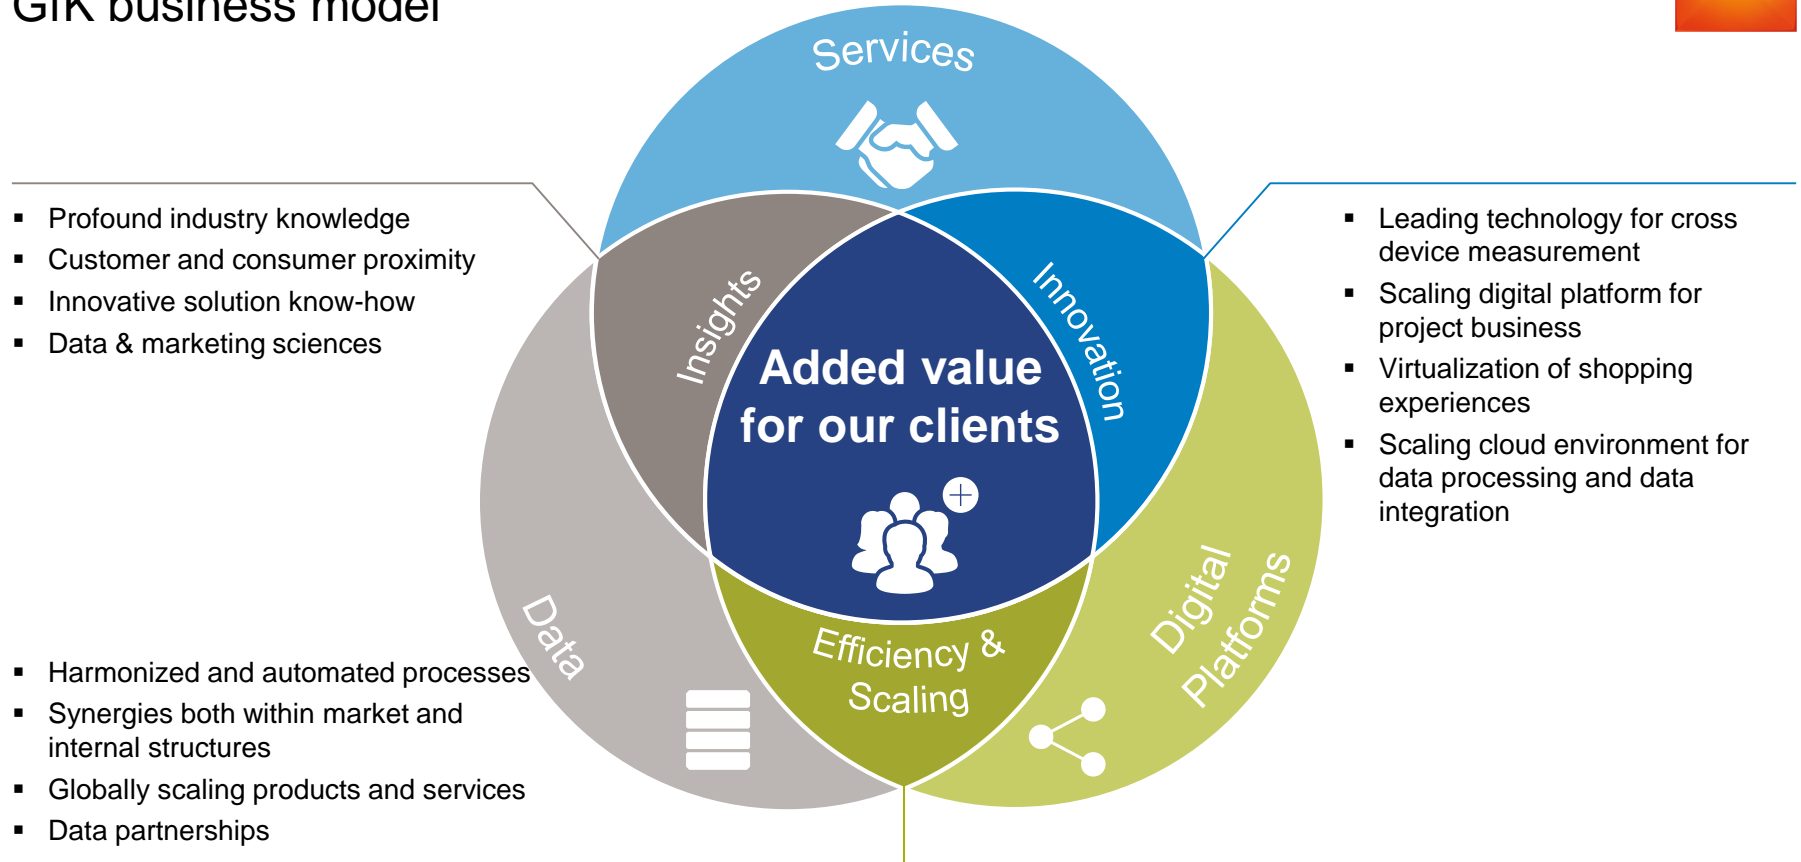 GfK business model
Services
Profound industry knowledge
Customer and consumer proximity
Innovative solution know-how
Data & marketing sciences
Insights
Innovation
Added value
for our clients
Leading technology for cross
device measurement
Scaling digital platform for
project business
Virtualization of shopping
experiences
Scaling cloud environment for
data processing and data
integration
Data
Efficiency &
Scaling
Digital
Platforms
Harmonized and automated processes
Synergies both within market and
internal structures
Globally scaling products and services
Data partnerships